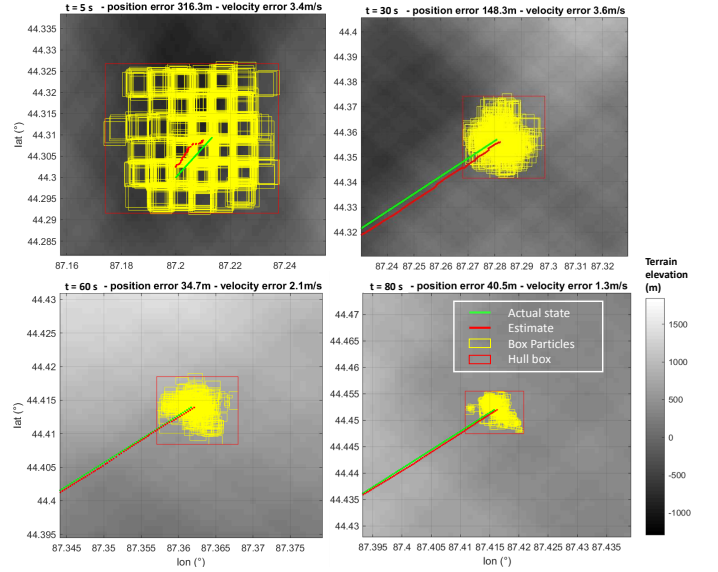 t = 5 s - position error 316.3m - velocity error 3.4m/s
44.335
44.33
44.325
44.32
44.315
44.31
44.305
44.3
44.295
44.29
44.285
lat (°)
87.16 87.18 87.2 87.22 87.24
t = 30 s - position error 148.3m - velocity error 3.6m/s
44.4
44.39
44.38
44.37
44.36
44.35
44.34
44.33
44.32
87.24 87.25 87.26 87.27 87.28 87.29 87.3 87.31 87.32
t = 60 s - position error 34.7m - velocity error 2.1m/s
44.43
44.425
44.42
44.415
44.41
44.405
44.4
44.395
lat (°)
87.345 87.35 87.355 87.36 87.365 87.37 87.375
lon (°)
t = 80 s - position error 40.5m - velocity error 1.3m/s
44.47
44.465
44.46
44.455
44.45
44.445
44.44
44.435
44.43
87.395 87.4 87.405 87.41 87.415 87.42 87.425 87.43 87.435
lon (°)
Actual state
Estimate
Box Particles
Hull box
Terrain
elevation
(m)
1500
1000
500
0
-500
-1000